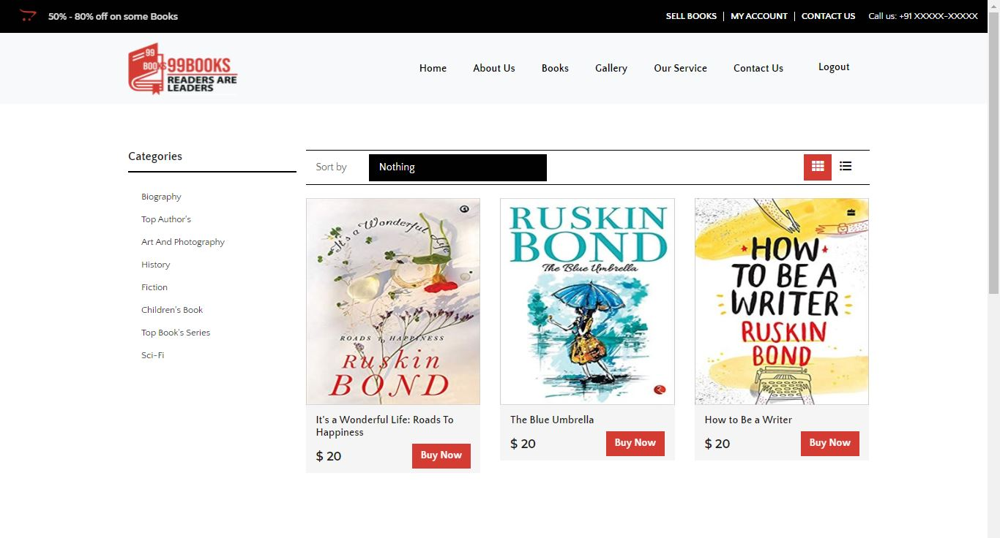 50% - 80% off on some Books
SELL BOOKS | MY ACCOUNT | CONTACT US Call us: +91 XXXXX-XXXXX
99
BOOKS
99BOOKS
READERS ARE
LEADERS
Home About Us Books Gallery Our Service Contact Us Logout
Categories
Biography
Top Author's
Art And Photography
History
Fiction
Children's Book
Top Book's Series
Sci-Fi
Sort by Nothing
It's a Wonderful Life
ROADS TO HAPPINESS
Ruskin
BOND
It's a Wonderful Life: Roads To
Happiness
$ 20 Buy Now
RUSKIN
BOND
The Blue Umbrella
The Blue Umbrella
$ 20 Buy Now
HOW
TO BE A
WRITER
RUSKIN
BOND
How to Be a Writer
$ 20 Buy Now